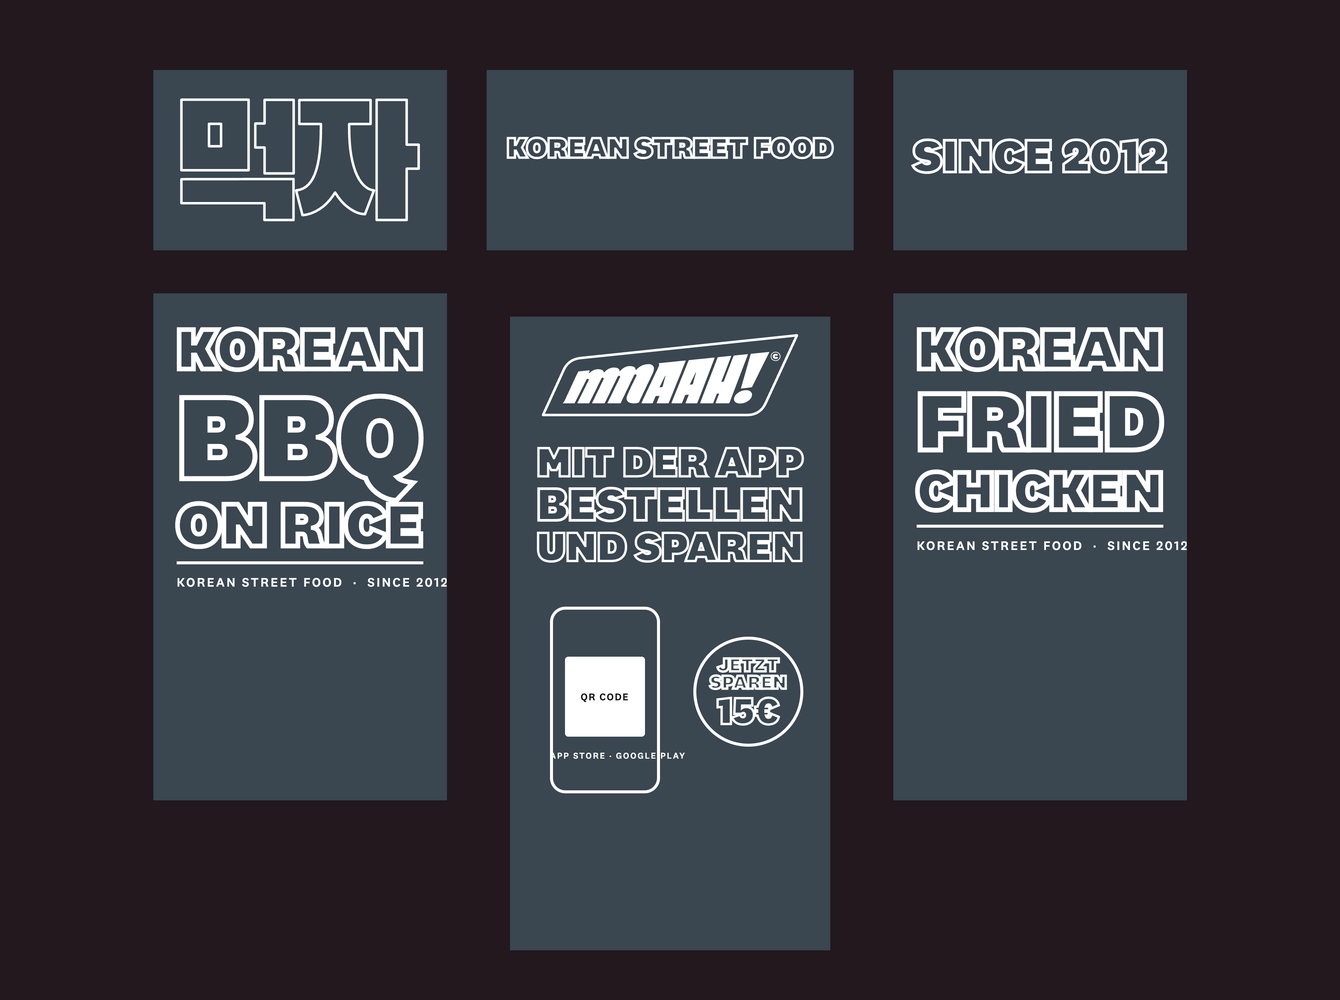 먹자
KOREAN STREET FOOD
SINCE 2012
KOREAN
BBQ
ON RICE
KOREAN STREET FOOD · SINCE 2012
mmAAH!©
MIT DER APP
BESTELLEN
UND SPAREN
QR CODE
APP STORE · GOOGLE PLAY
JETZT
SPAREN
15€
KOREAN
FRIED
CHICKEN
KOREAN STREET FOOD · SINCE 2012